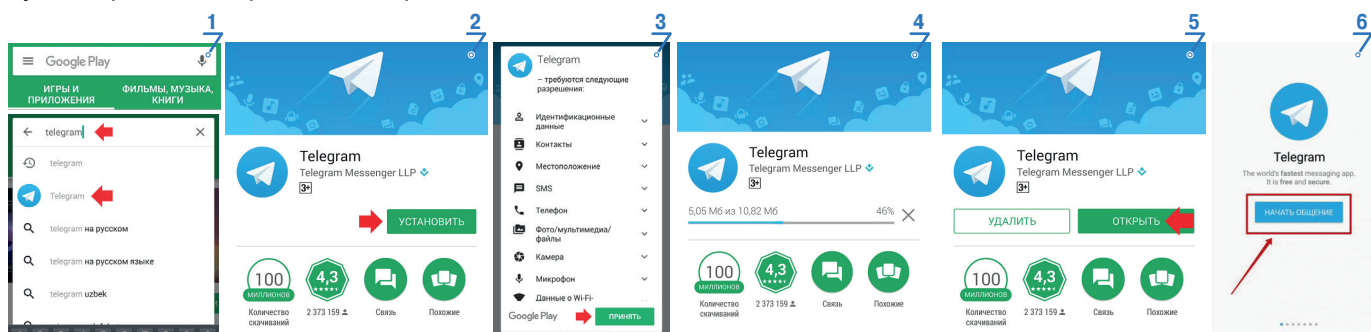 1
Google Play
ИГРЫ И
ПРИЛОЖЕНИЯ
ФИЛЬМЫ, МУЗЫКА,
КНИГИ
telegram
telegram
Telegram
telegram на русском
telegram на русском языке
telegram uzbek
2
Telegram
Telegram Messenger LLP
3+
УСТАНОВИТЬ
100
МИЛЛИОНОВ
4,3
Количество
скачиваний
2 373 159
Связь
Похожие
3
Telegram
– требуются следующие
разрешения:
Идентификационные
данные
Контакты
Местоположение
SMS
Телефон
Фото/мультимедиа/
файлы
Камера
Микрофон
Данные о Wi-Fi-
Google Play
ПРИНЯТЬ
4
Telegram
Telegram Messenger LLP
3+
5,05 Мб из 10,82 Мб
46%
100
МИЛЛИОНОВ
4,3
Количество
скачиваний
2 373 159
Связь
Похожие
5
Telegram
Telegram Messenger LLP
3+
УДАЛИТЬ
ОТКРЫТЬ
100
МИЛЛИОНОВ
4,3
Количество
скачиваний
2 373 159
Связь
Похожие
6
Telegram
The world's fastest messaging app.
It is free and secure.
НАЧАТЬ ОБЩЕНИЕ